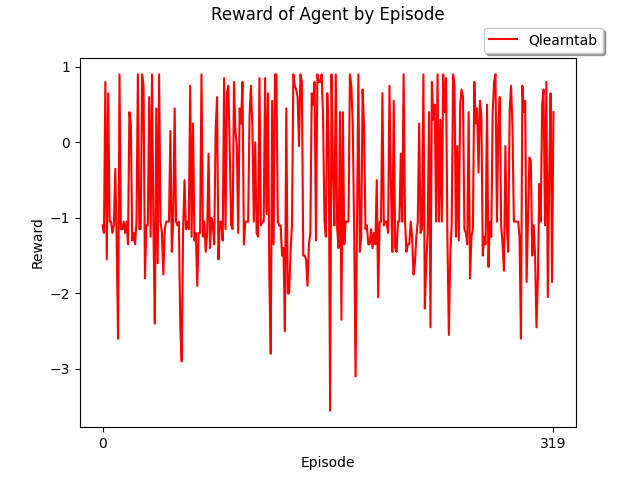 Reward of Agent by Episode
Qlearntab
1
0
−1
−2
−3
Reward
0
319
Episode